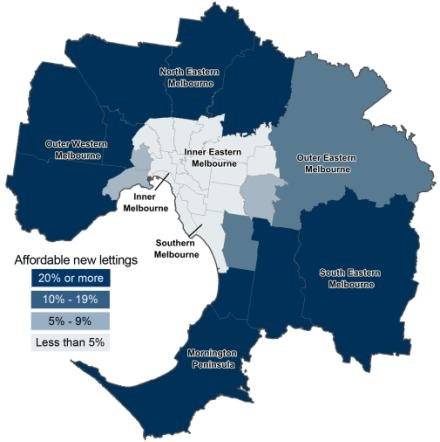 North Eastern
Melbourne
Outer Western
Melbourne
Inner Eastern
Melbourne
Outer Eastern
Melbourne
Inner
Melbourne
Southern
Melbourne
Affordable new lettings
20% or more
10% - 19%
5% - 9%
Less than 5%
South Eastern
Melbourne
Mornington
Peninsula